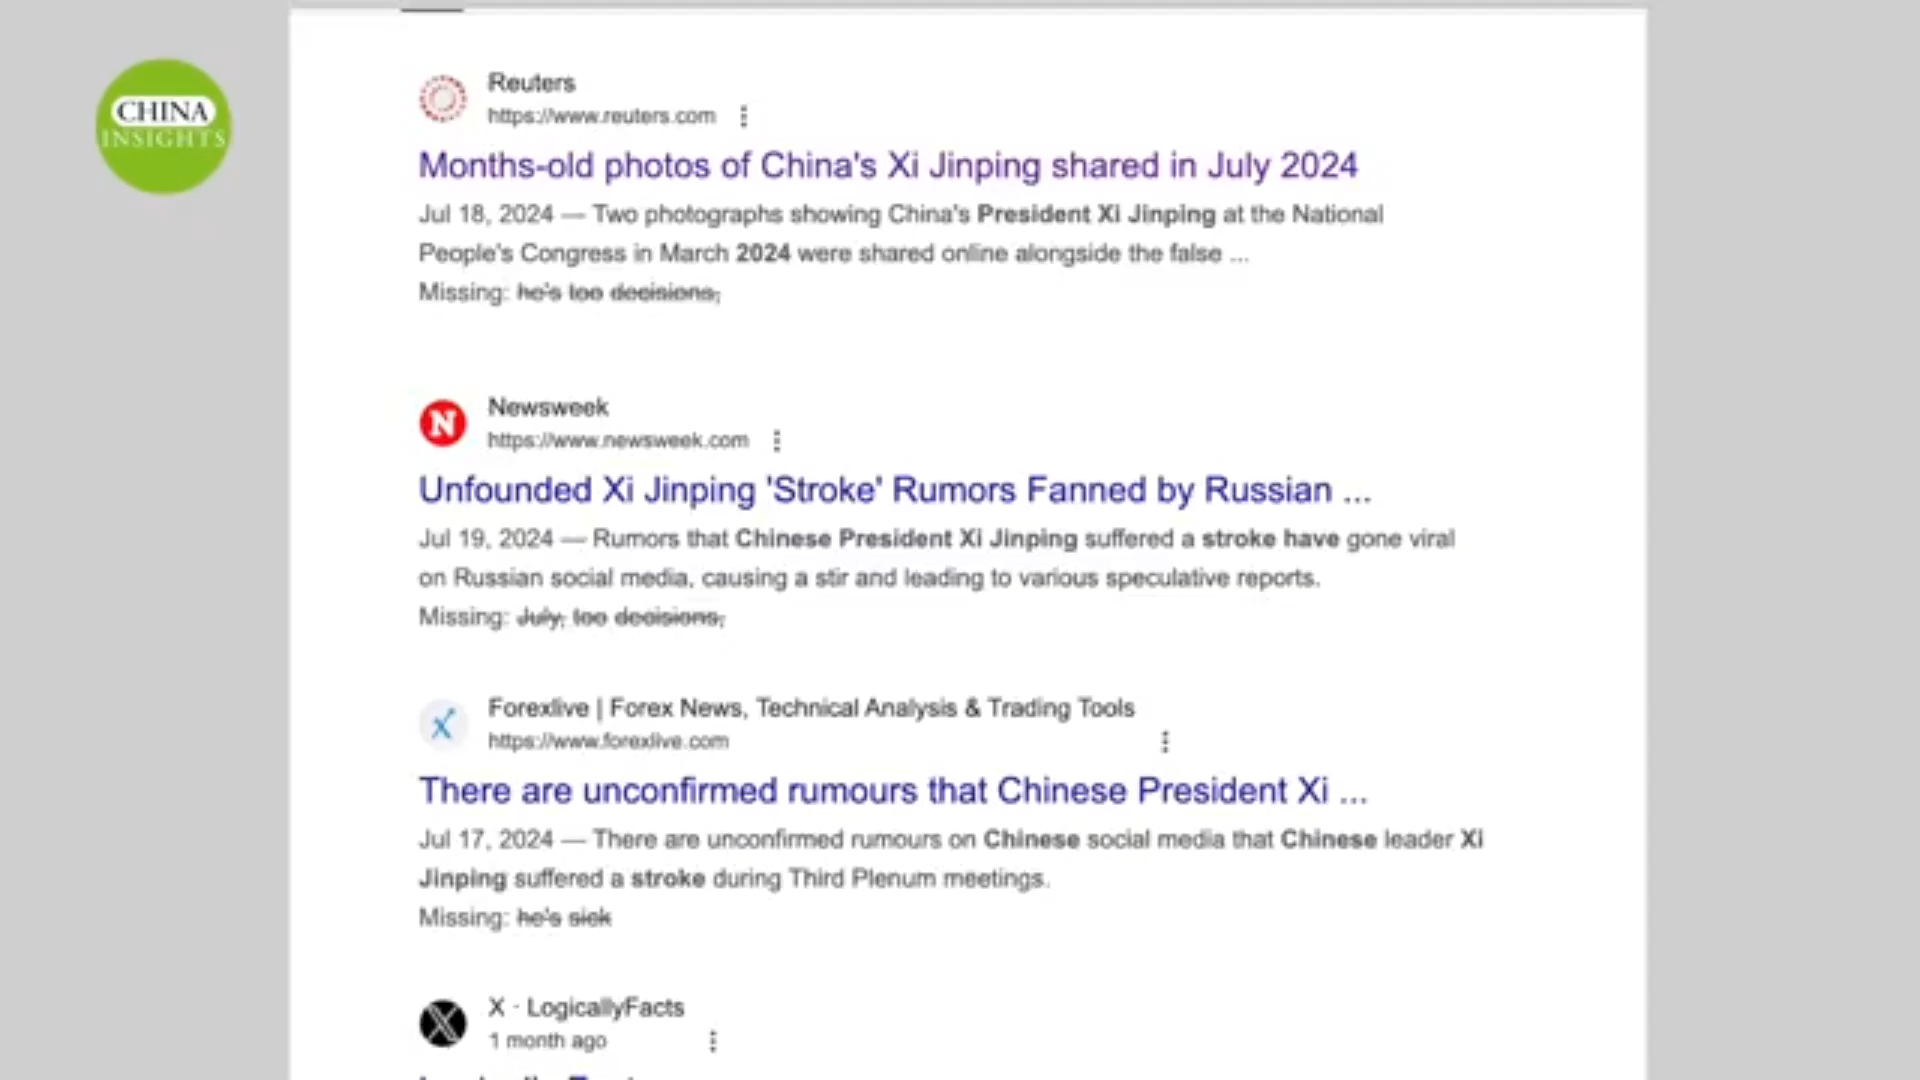 CHINA
INSIGHTS
Reuters
https://www.reuters.com
Months-old photos of China's Xi Jinping shared in July 2024
Jul 18, 2024 — Two photographs showing China's President Xi Jinping at the National
People's Congress in March 2024 were shared online alongside the false ...
Missing: he's too decisions,
Newsweek
https://www.newsweek.com
Unfounded Xi Jinping 'Stroke' Rumors Fanned by Russian ...
Jul 19, 2024 — Rumors that Chinese President Xi Jinping suffered a stroke have gone viral
on Russian social media, causing a stir and leading to various speculative reports.
Missing: July, too decisions,
Forexlive | Forex News, Technical Analysis & Trading Tools
https://www.forexlive.com
There are unconfirmed rumours that Chinese President Xi ...
Jul 17, 2024 — There are unconfirmed rumours on Chinese social media that Chinese leader Xi
Jinping suffered a stroke during Third Plenum meetings.
Missing: he's sick
X · LogicallyFacts
1 month ago